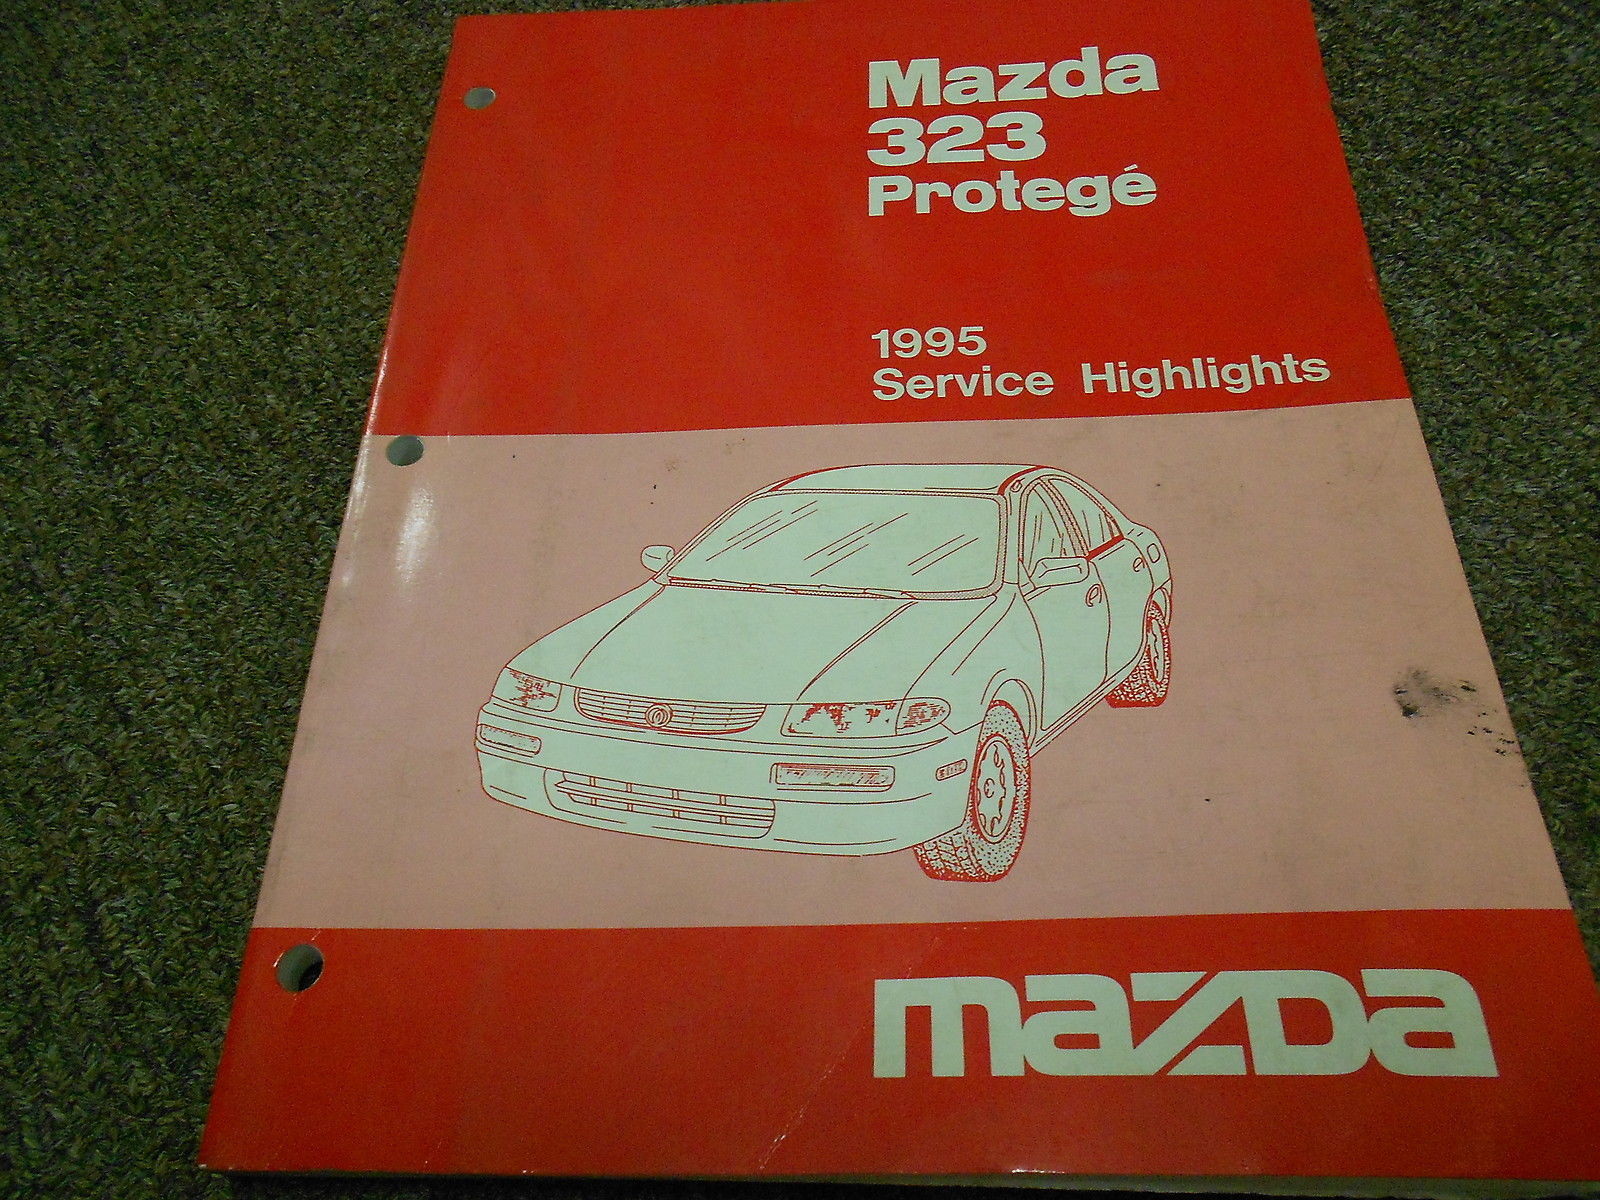 Mazda
323
Protegé
1995
Service Highlights
mazda